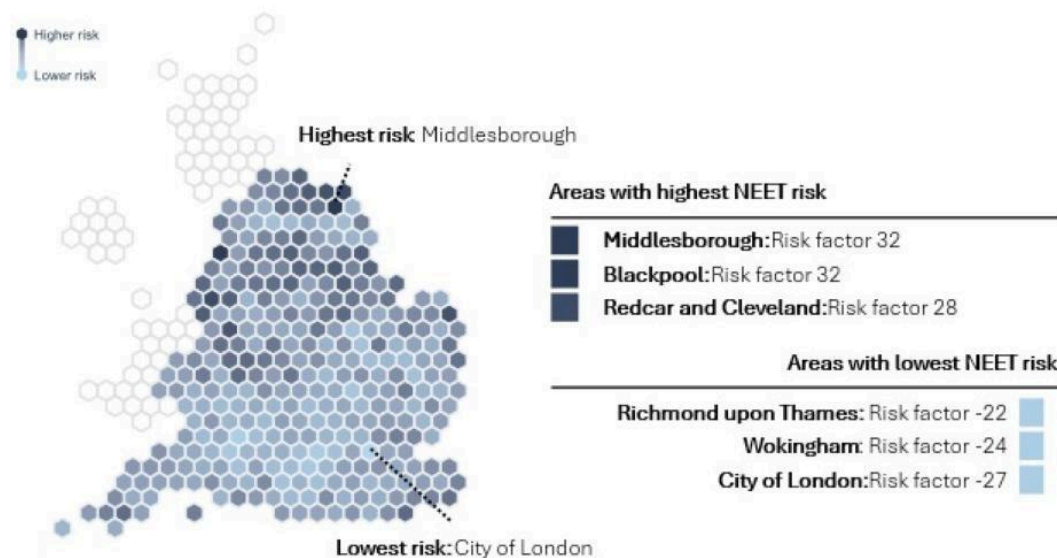 Higher risk
Lower risk
Highest risk Middlesborough
Areas with highest NEET risk
Middlesborough:Risk factor 32
Blackpool:Risk factor 32
Redcar and Cleveland:Risk factor 28
Areas with lowest NEET risk
Richmond upon Thames: Risk factor -22
Wokingham: Risk factor -24
City of London:Risk factor -27
Lowest risk: City of London